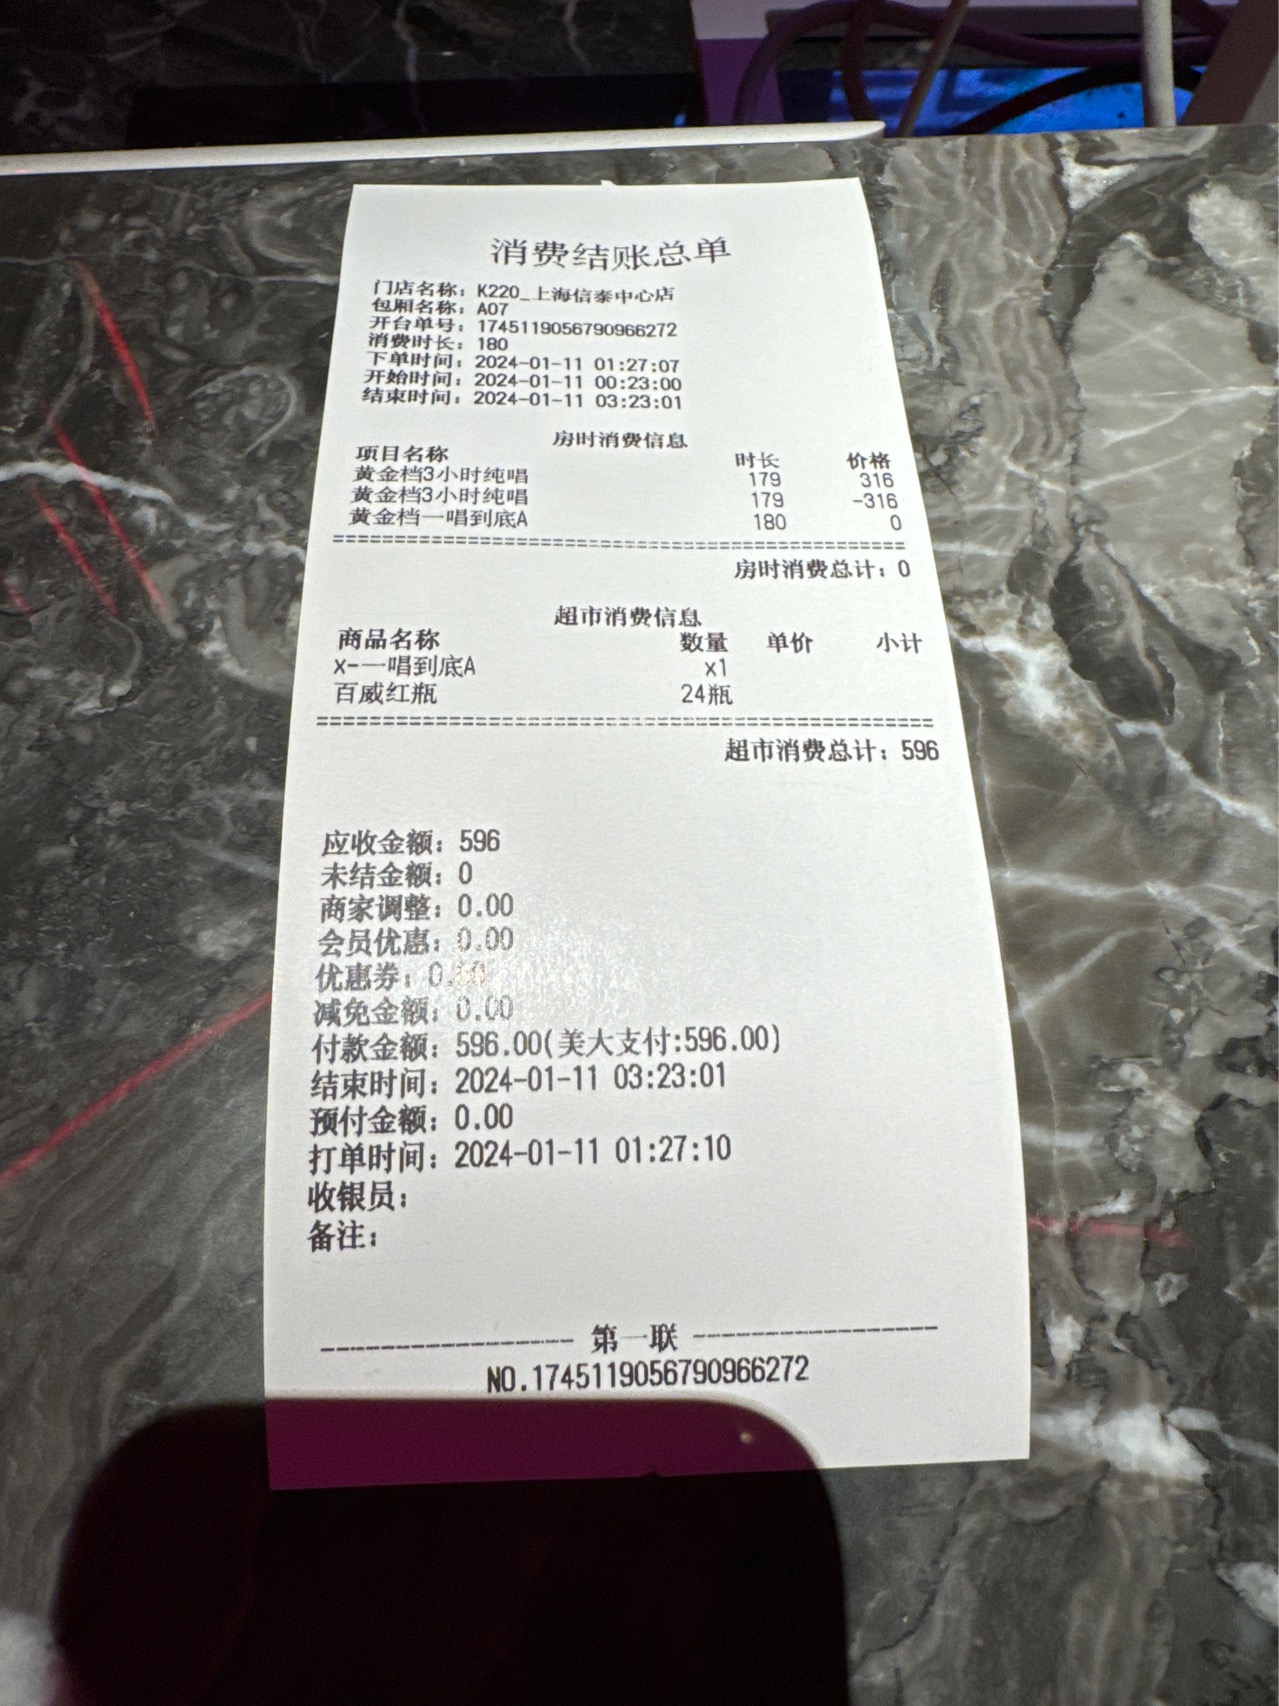 消费结账总单
门店名称：K220_上海信泰中心店
包厢名称：A07
开台单号：1745119056790966272
消费时长：180
下单时间：2024-01-11 01:27:07
开始时间：2024-01-11 00:23:00
结束时间：2024-01-11 03:23:01
房时消费信息
项目名称 时长 价格
黄金档3小时纯唱 179 316
黄金档3小时纯唱 179 -316
黄金档一唱到底A 180 0
================================================
房时消费总计：0
超市消费信息
商品名称 数量 单价 小计
x-一唱到底A x1
百威红瓶 24瓶
================================================
超市消费总计：596
应收金额：596
未结金额：0
商家调整：0.00
会员优惠：0.00
优惠券：0.00
减免金额：0.00
付款金额：596.00(美大支付:596.00)
结束时间：2024-01-11 03:23:01
预付金额：0.00
打单时间：2024-01-11 01:27:10
收银员：
备注：
---------------- 第一联 ----------------
NO.1745119056790966272